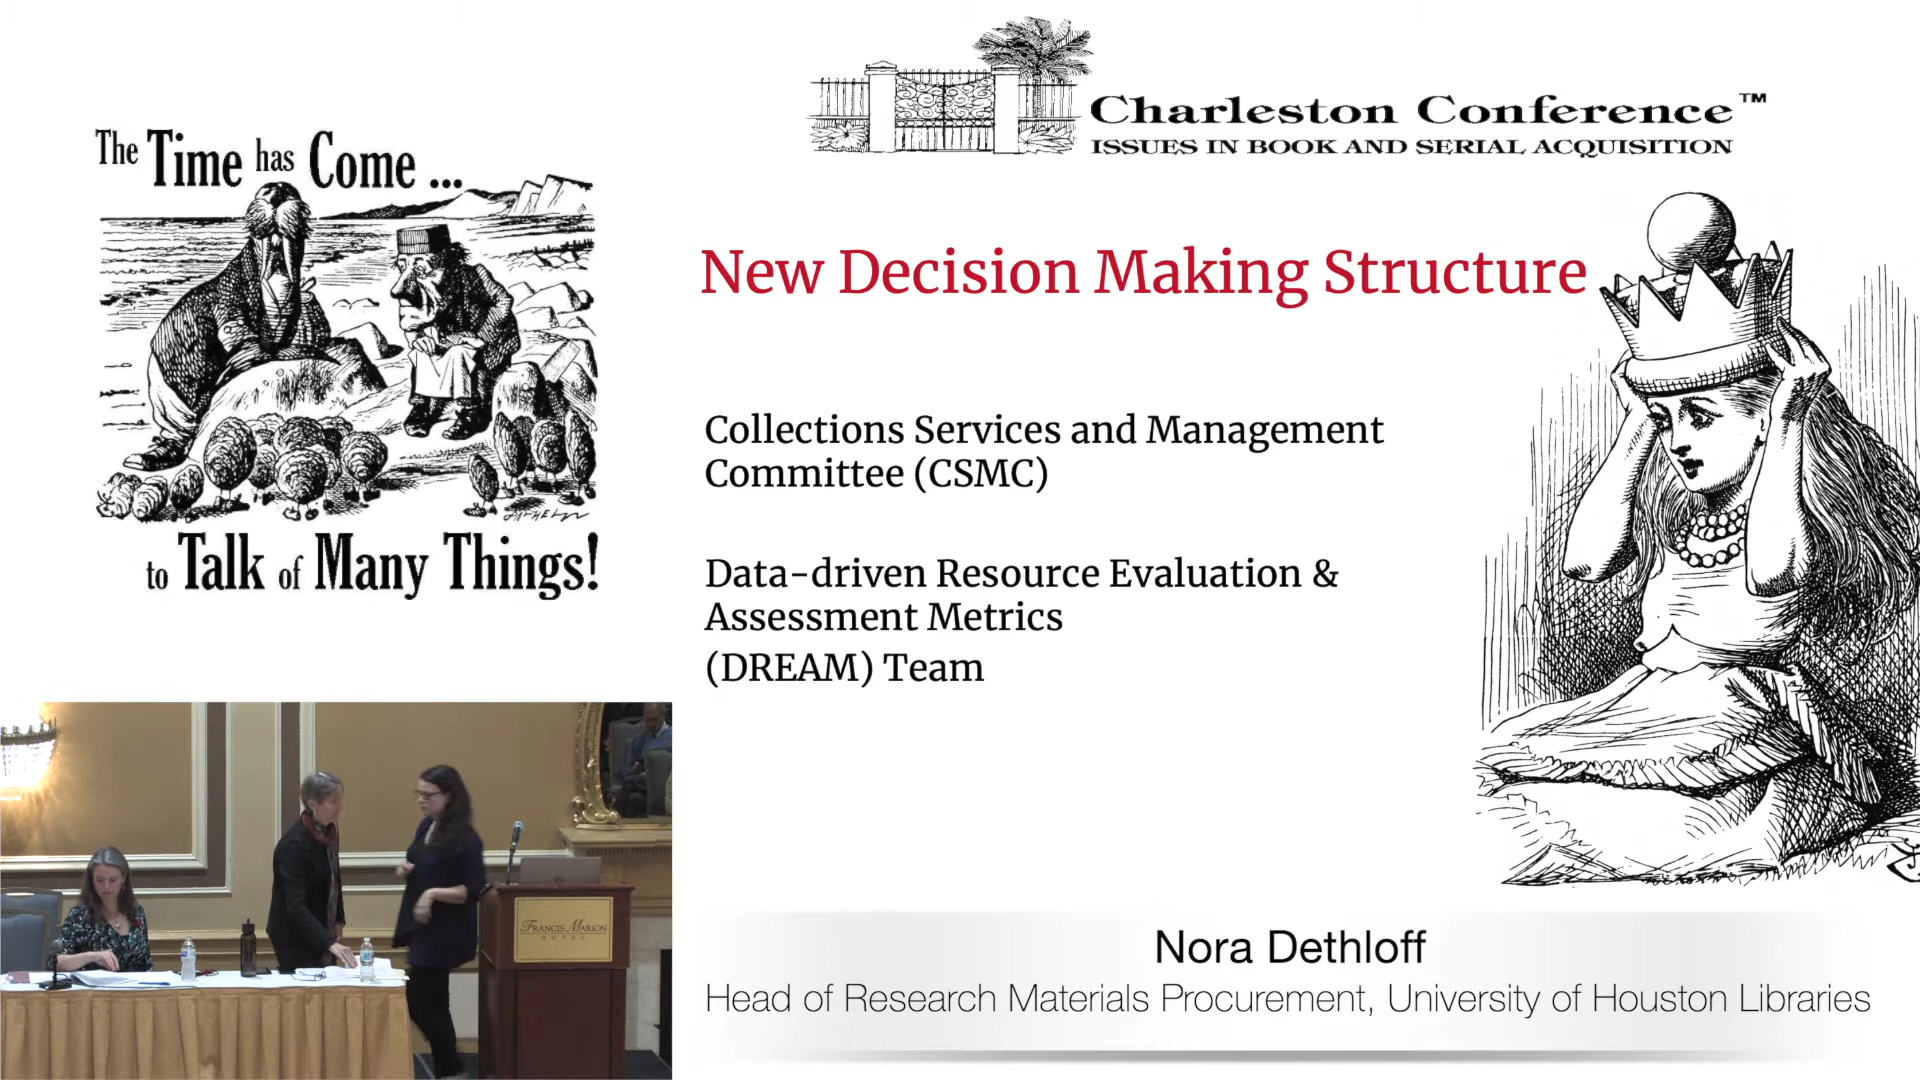 The Time has Come ...
to Talk of Many Things!
Charleston Conference™
ISSUES IN BOOK AND SERIAL ACQUISITION
New Decision Making Structure
Collections Services and Management
Committee (CSMC)
Data-driven Resource Evaluation &
Assessment Metrics
(DREAM) Team
FRANCIS MARION
HOTEL
Nora Dethloff
Head of Research Materials Procurement, University of Houston Libraries